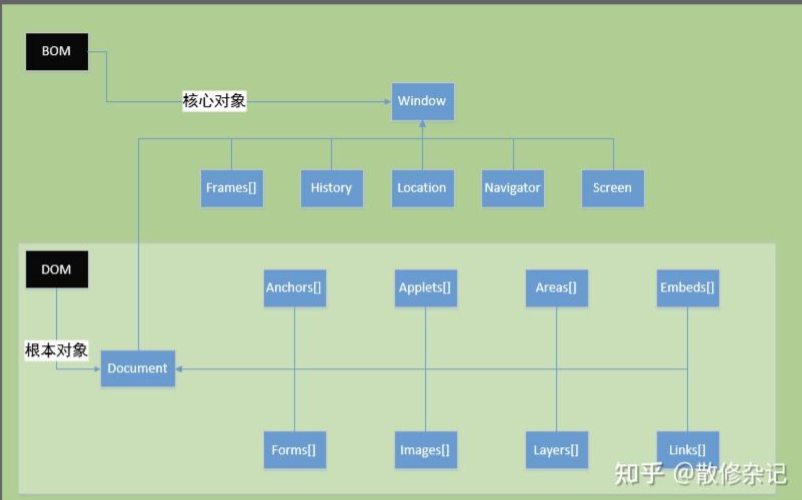 BOM
核心对象
Window
Frames[]
History
Location
Navigator
Screen
DOM
Anchors[]
Applets[]
Areas[]
Embeds[]
根本对象
Document
Forms[]
Images[]
Layers[]
Links[]
知乎 @散修杂记